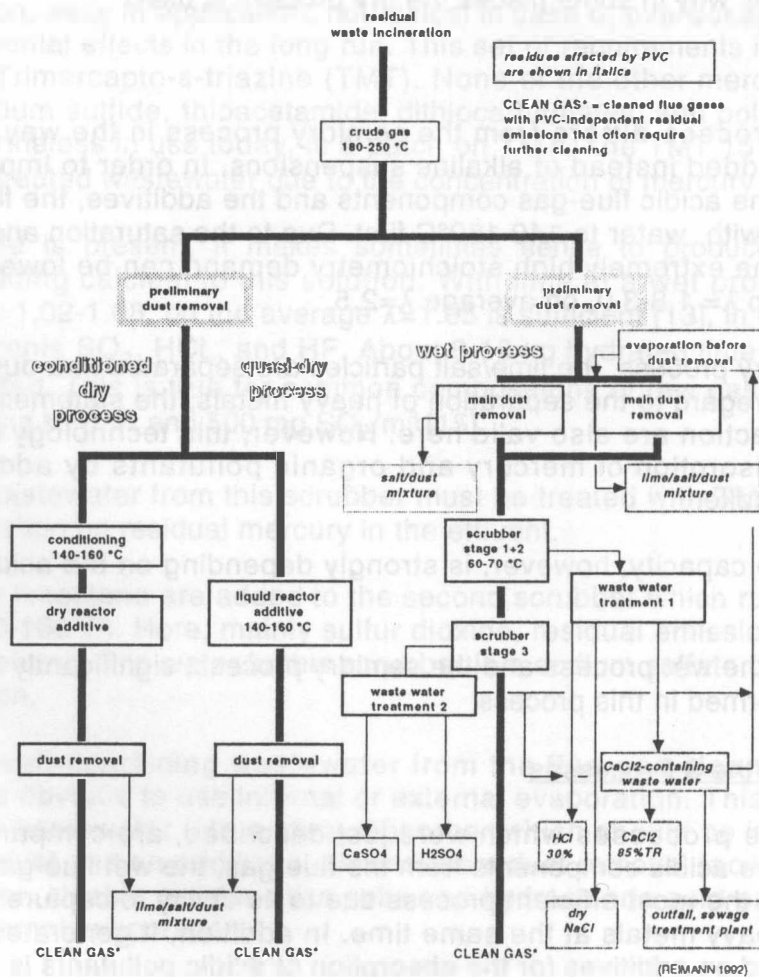 residual
waste incineration
residues affected by PVC
are shown in italics
CLEAN GAS* = cleaned flue gases
with PVC-independent residual
emissions that may require
further cleaning
crude gas
180-250 °C
preliminary
dust removal
preliminary
dust removal
evaporation before
dust removal
conditioned
dry
process
quasi-dry
process
wet process
main dust
removal
main dust
removal
salt/dust
mixture
lime/salt/dust
mixture
conditioning
140-160 °C
scrubber
stage 1+2
60-70 °C
waste water
treatment 1
dry reactor
additive
liquid reactor
additive
140-160 °C
scrubber
stage 3
waste water
treatment 2
dust removal
dust removal
CaCl2-containing
waste water
CaSO4
Na2SO4
HCl
CaCl2
85%TR
lime/salt/dust
mixture
dry
NaCl
outfall, sewage
treatment plant
CLEAN GAS*
CLEAN GAS*
CLEAN GAS*
(REIMANN 1992)